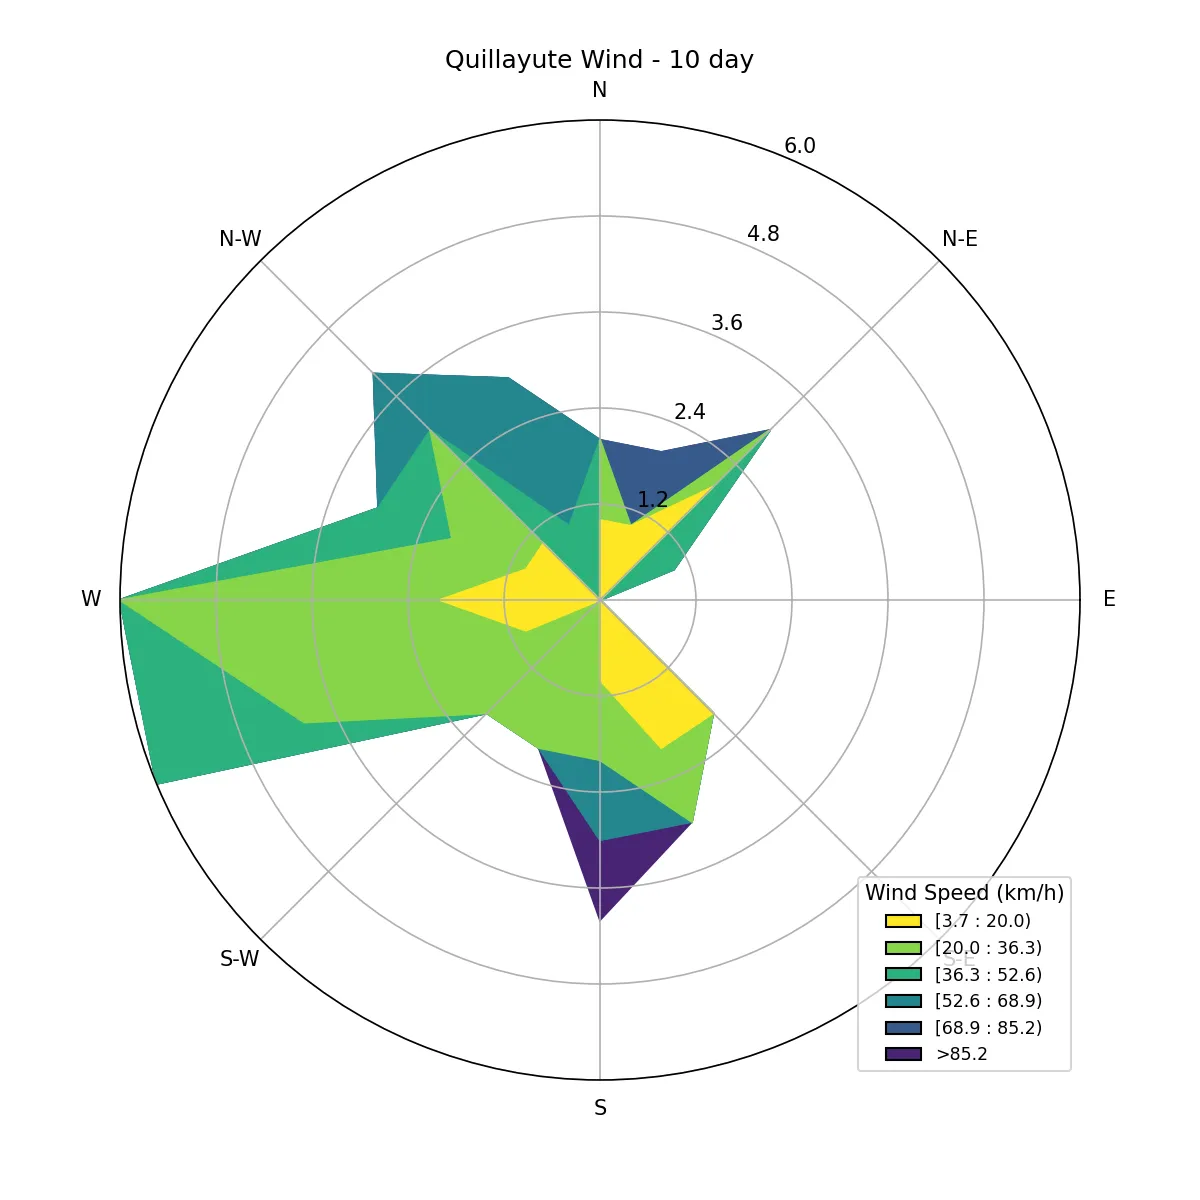 Quillayute Wind - 10 day
N
6.0
N-W
4.8
N-E
3.6
2.4
1.2
W
E
S-W
S-E
S
Wind Speed (km/h)
[3.7 : 20.0)
[20.0 : 36.3)
[36.3 : 52.6)
[52.6 : 68.9)
[68.9 : 85.2)
>85.2